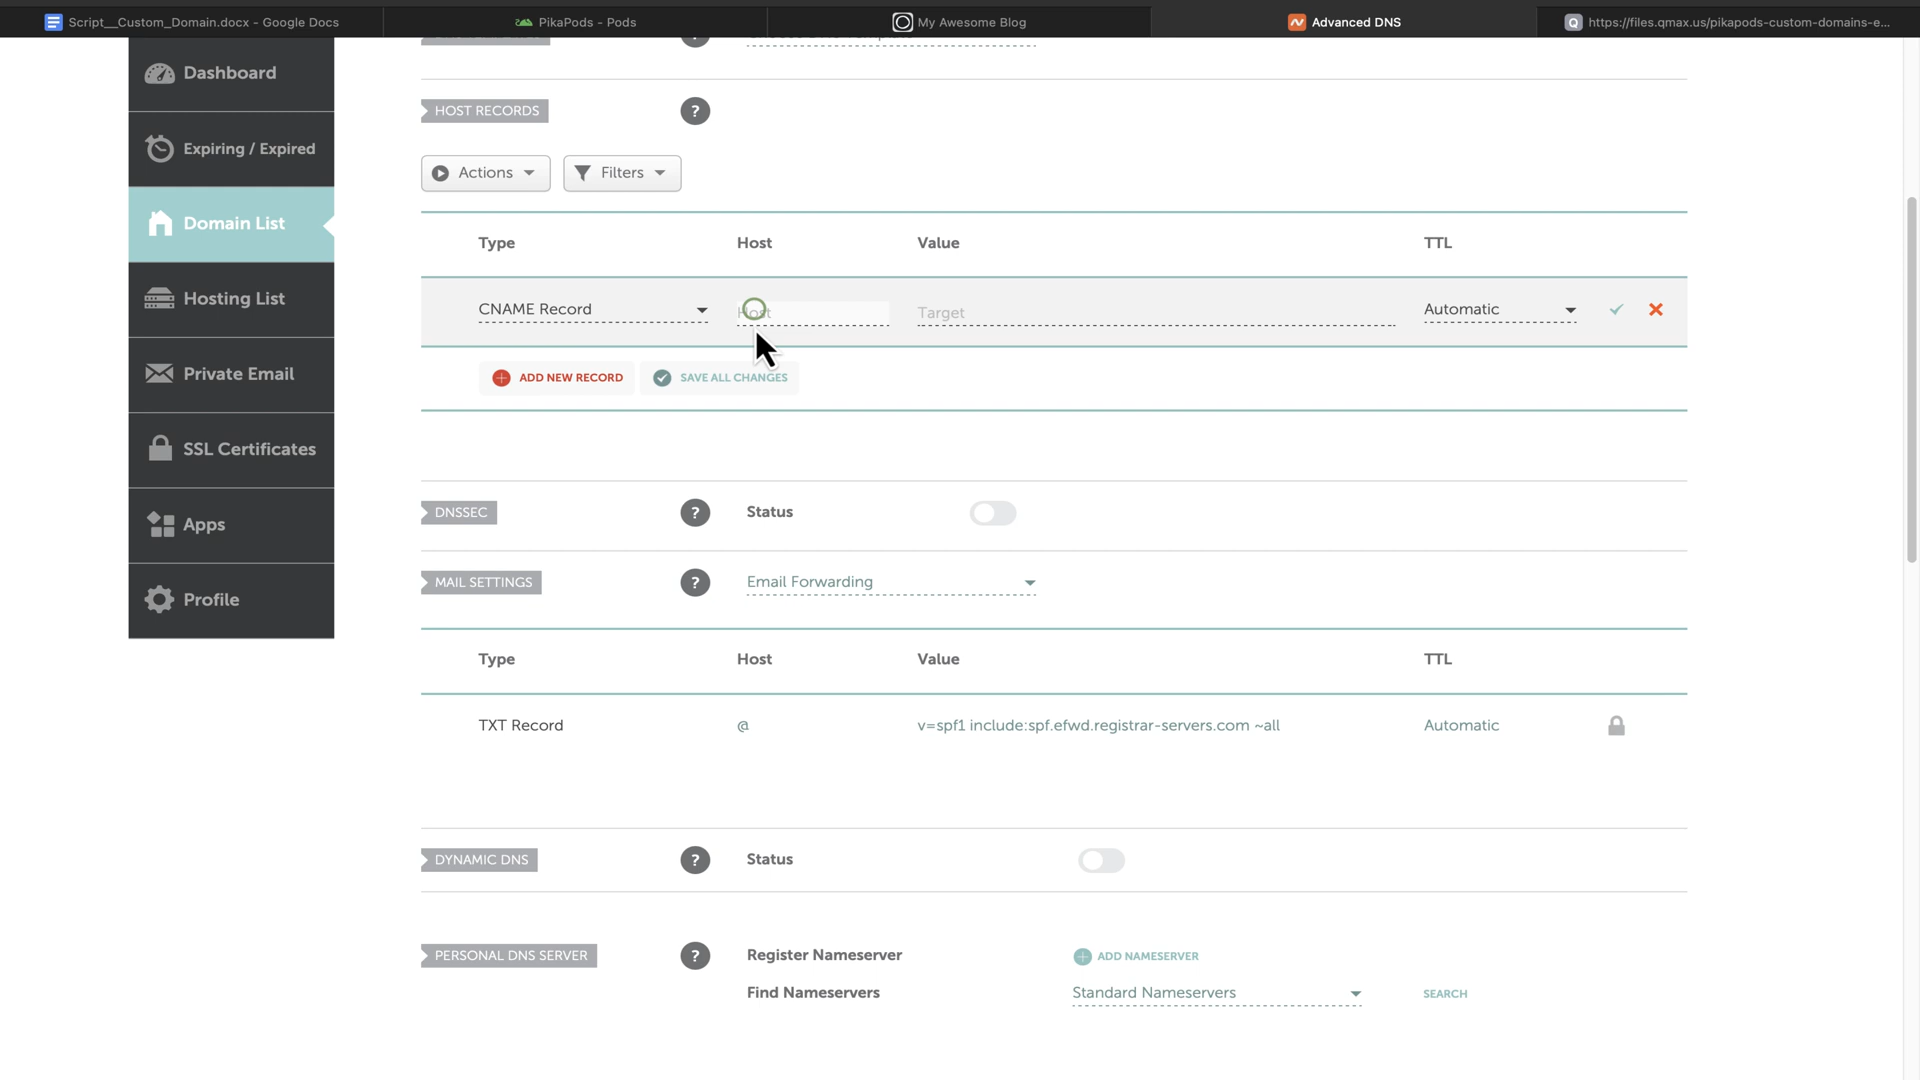 Script__Custom_Domain.docx - Google Docs
PikaPods - Pods
My Awesome Blog
Advanced DNS
https://files.qmax.us/pikapods-custom-domains-e...
Dashboard
Expiring / Expired
Domain List
Hosting List
Private Email
SSL Certificates
Apps
Profile
HOST RECORDS ?
Actions Filters
Type Host Value TTL
CNAME Record Host Target Automatic
ADD NEW RECORD SAVE ALL CHANGES
DNSSEC ? Status
MAIL SETTINGS ? Email Forwarding
Type Host Value TTL
TXT Record @ v=spf1 include:spf.efwd.registrar-servers.com ~all Automatic
DYNAMIC DNS ? Status
PERSONAL DNS SERVER ? Register Nameserver ADD NAMESERVER
Find Nameservers Standard Nameservers SEARCH